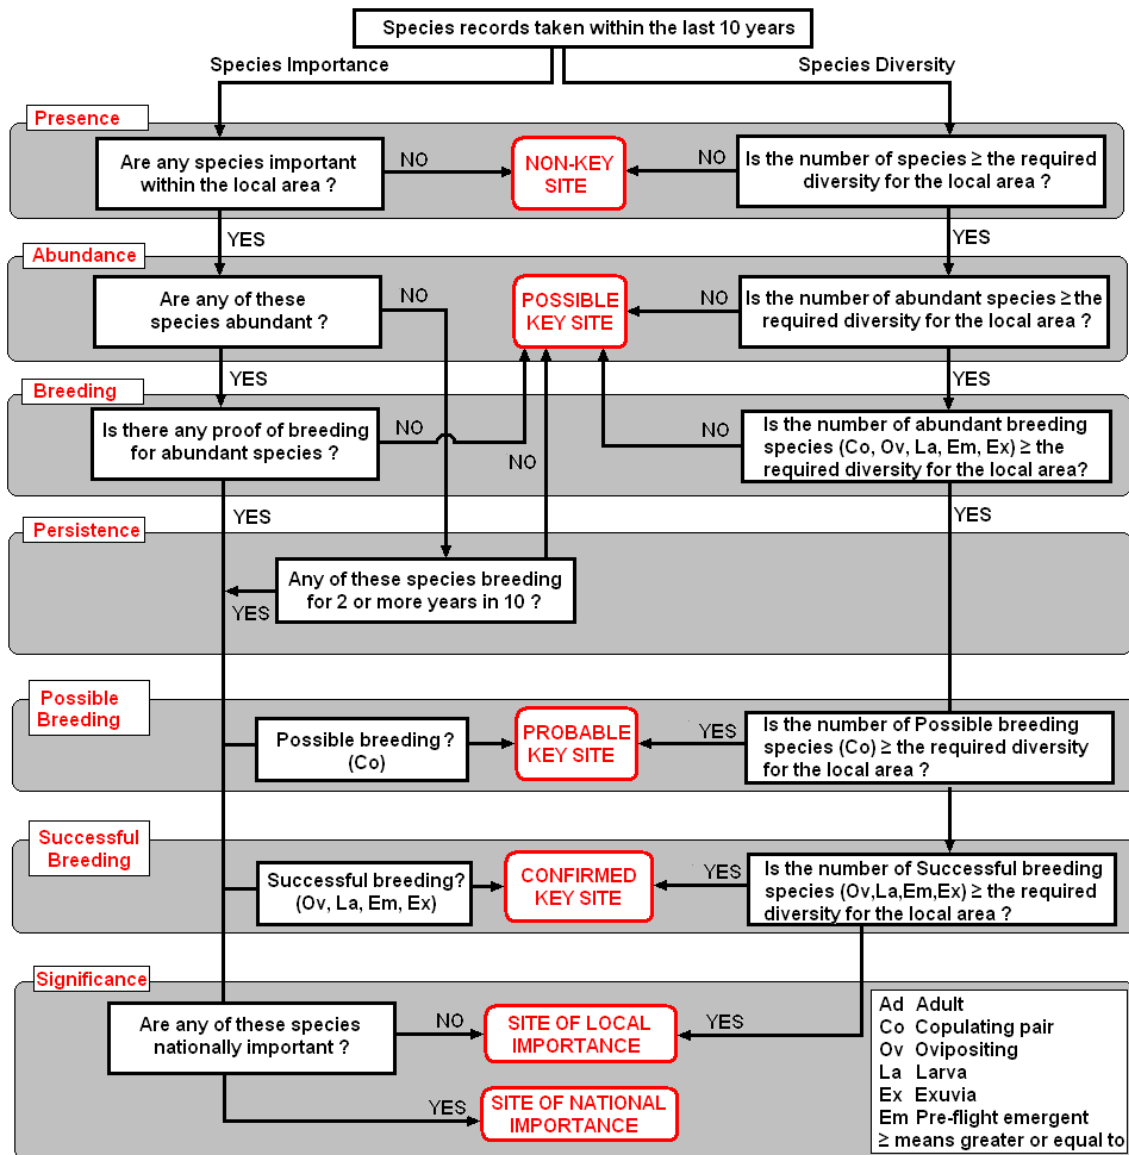 Species records taken within the last 10 years
Species Importance
Species Diversity
Presence
Are any species important
within the local area ?
NO
NON-KEY
SITE
NO
Is the number of species ≥ the required
diversity for the local area ?
YES
YES
Abundance
Are any of these
species abundant ?
NO
POSSIBLE
KEY SITE
NO
Is the number of abundant species ≥ the
required diversity for the local area ?
YES
YES
Breeding
Is there any proof of breeding
for abundant species ?
NO
NO
NO
Is the number of abundant breeding
species (Co, Ov, La, Em, Ex) ≥ the
required diversity for the local area?
YES
YES
Persistence
Any of these species breeding
for 2 or more years in 10 ?
YES
Possible
Breeding
Possible breeding?
(Co)
PROBABLE
KEY SITE
YES
Is the number of Possible breeding
species (Co) ≥ the required diversity
for the local area ?
Successful
Breeding
Successful breeding?
(Ov, La, Em, Ex)
CONFIRMED
KEY SITE
YES
Is the number of Successful breeding
species (Ov,La,Em,Ex) ≥ the required
diversity for the local area ?
Significance
Are any of these species
nationally important ?
NO
SITE OF LOCAL
IMPORTANCE
YES
YES
SITE OF NATIONAL
IMPORTANCE
Ad Adult
Co Copulating pair
Ov Ovipositing
La Larva
Ex Exuvia
Em Pre-flight emergent
≥ means greater or equal to